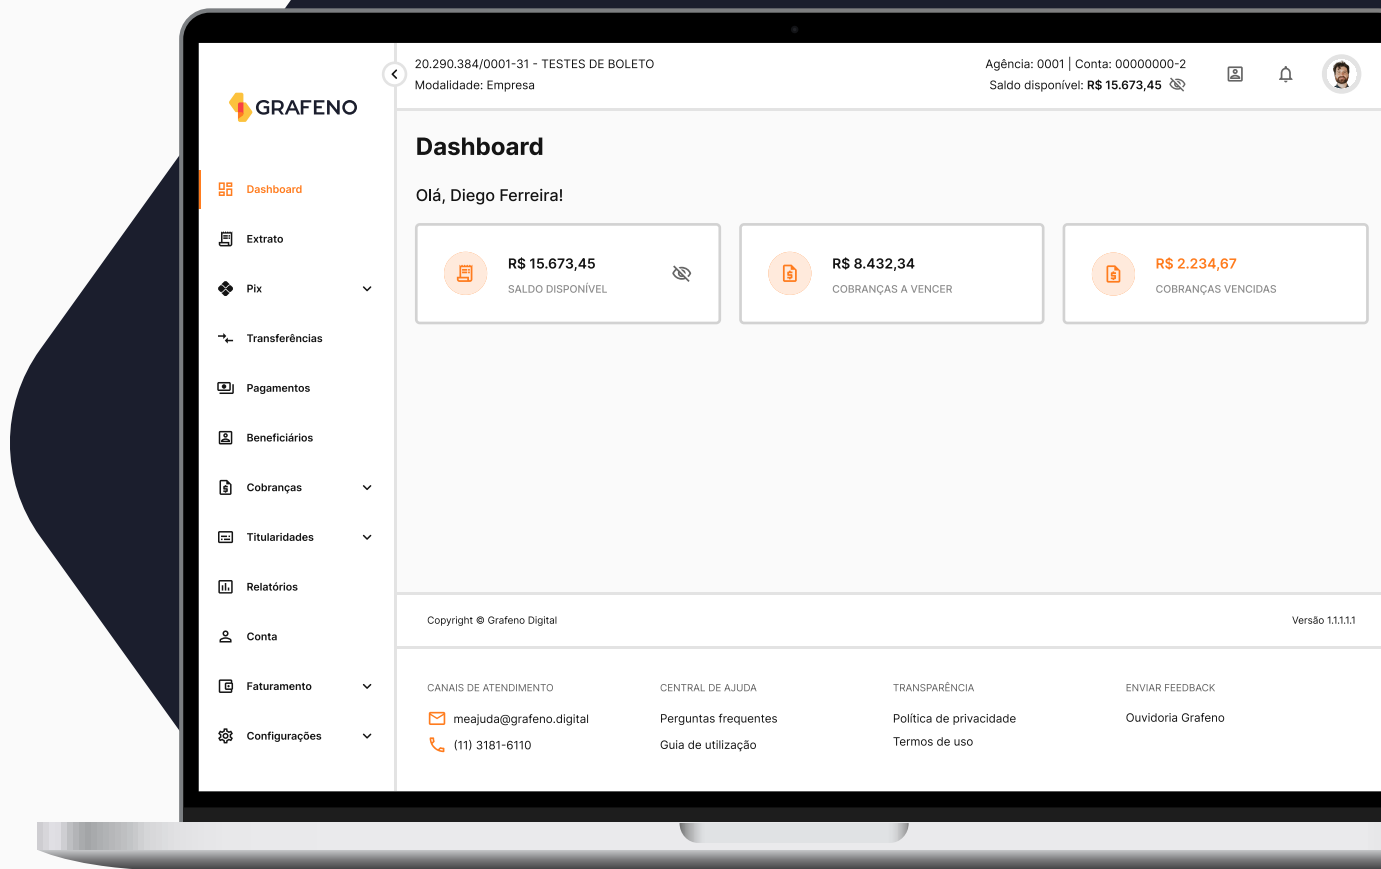 20.290.384/0001-31 - TESTES DE BOLETO
Modalidade: Empresa
Agência: 0001 | Conta: 00000000-2
Saldo disponível: R$ 15.673,45
GRAFENO
Dashboard
Extrato
Pix
Transferências
Pagamentos
Beneficiários
Cobranças
Titularidades
Relatórios
Conta
Faturamento
Configurações
Dashboard
Olá, Diego Ferreira!
R$ 15.673,45
SALDO DISPONÍVEL
R$ 8.432,34
COBRANÇAS A VENCER
R$ 2.234,67
COBRANÇAS VENCIDAS
Copyright © Grafeno Digital
Versão 1.1.1.1.1
CANAIS DE ATENDIMENTO
meajuda@grafeno.digital
(11) 3181-6110
CENTRAL DE AJUDA
Perguntas frequentes
Guia de utilização
TRANSPARÊNCIA
Política de privacidade
Termos de uso
ENVIAR FEEDBACK
Ouvidoria Grafeno